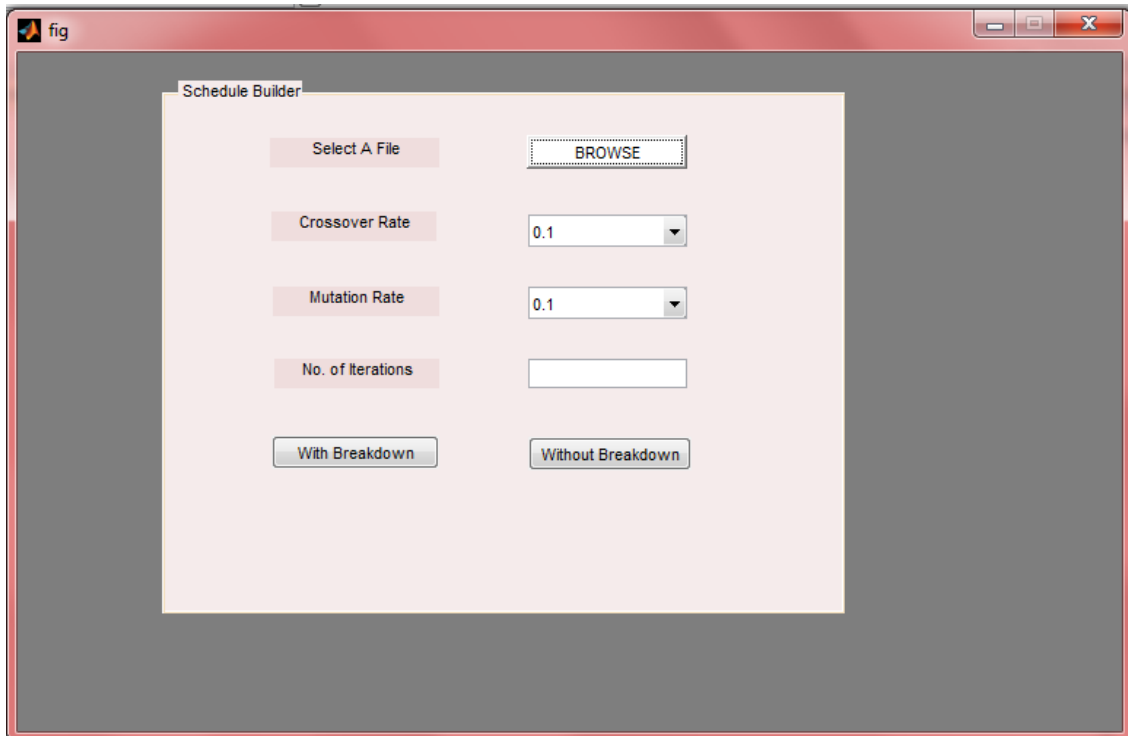 fig
Schedule Builder
Select A File
BROWSE
Crossover Rate
0.1
Mutation Rate
0.1
No. of Iterations
With Breakdown
Without Breakdown